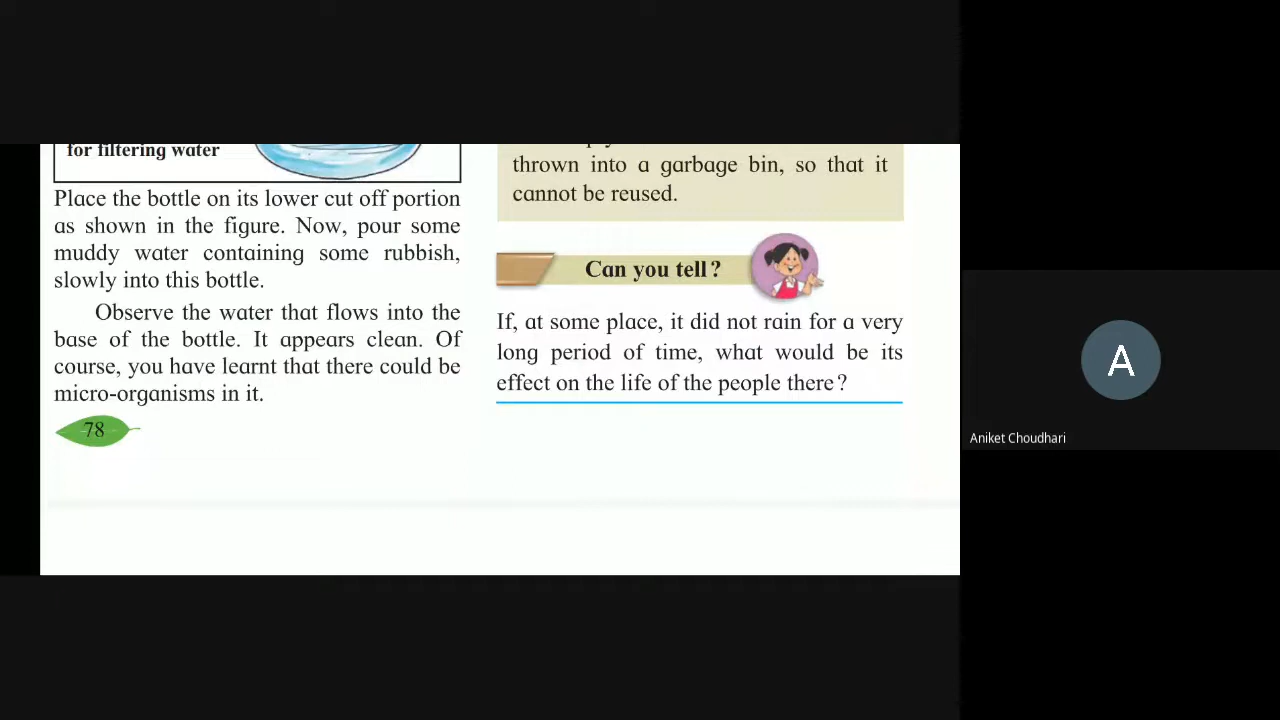 for filtering water
Place the bottle on its lower cut off portion
as shown in the figure. Now, pour some
muddy water containing some rubbish,
slowly into this bottle.
Observe the water that flows into the
base of the bottle. It appears clean. Of
course, you have learnt that there could be
micro-organisms in it.
78
thrown into a garbage bin, so that it
cannot be reused.
Can you tell?
If, at some place, it did not rain for a very
long period of time, what would be its
effect on the life of the people there?
A
Aniket Choudhari